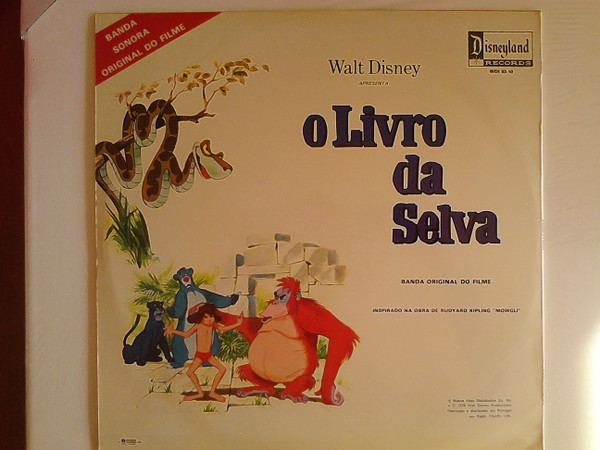 BANDA
SONORA
ORIGINAL DO FILME
Disneyland
RECORDS
Walt Disney
APRESENTA
O Livro
da
Selva
BANDA ORIGINAL DO FILME
INSPIRADO NA OBRA DE RUDYARD KIPLING "MOWGLI"